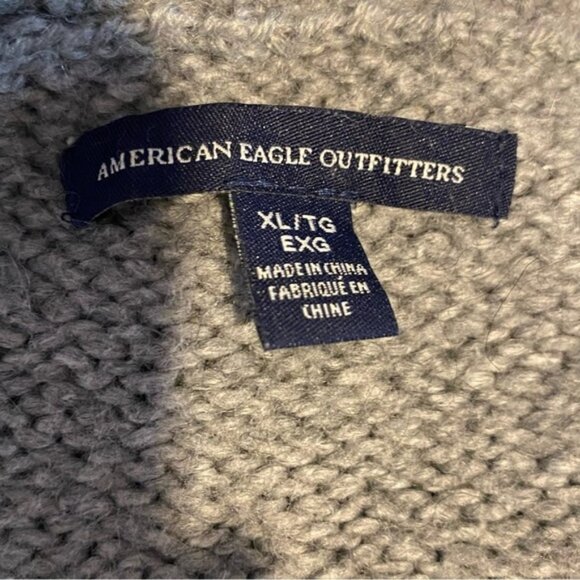 AMERICAN EAGLE OUTFITTERS
XL/TG
EXG
MADE IN CHINA
FABRIQUÉ EN
CHINE